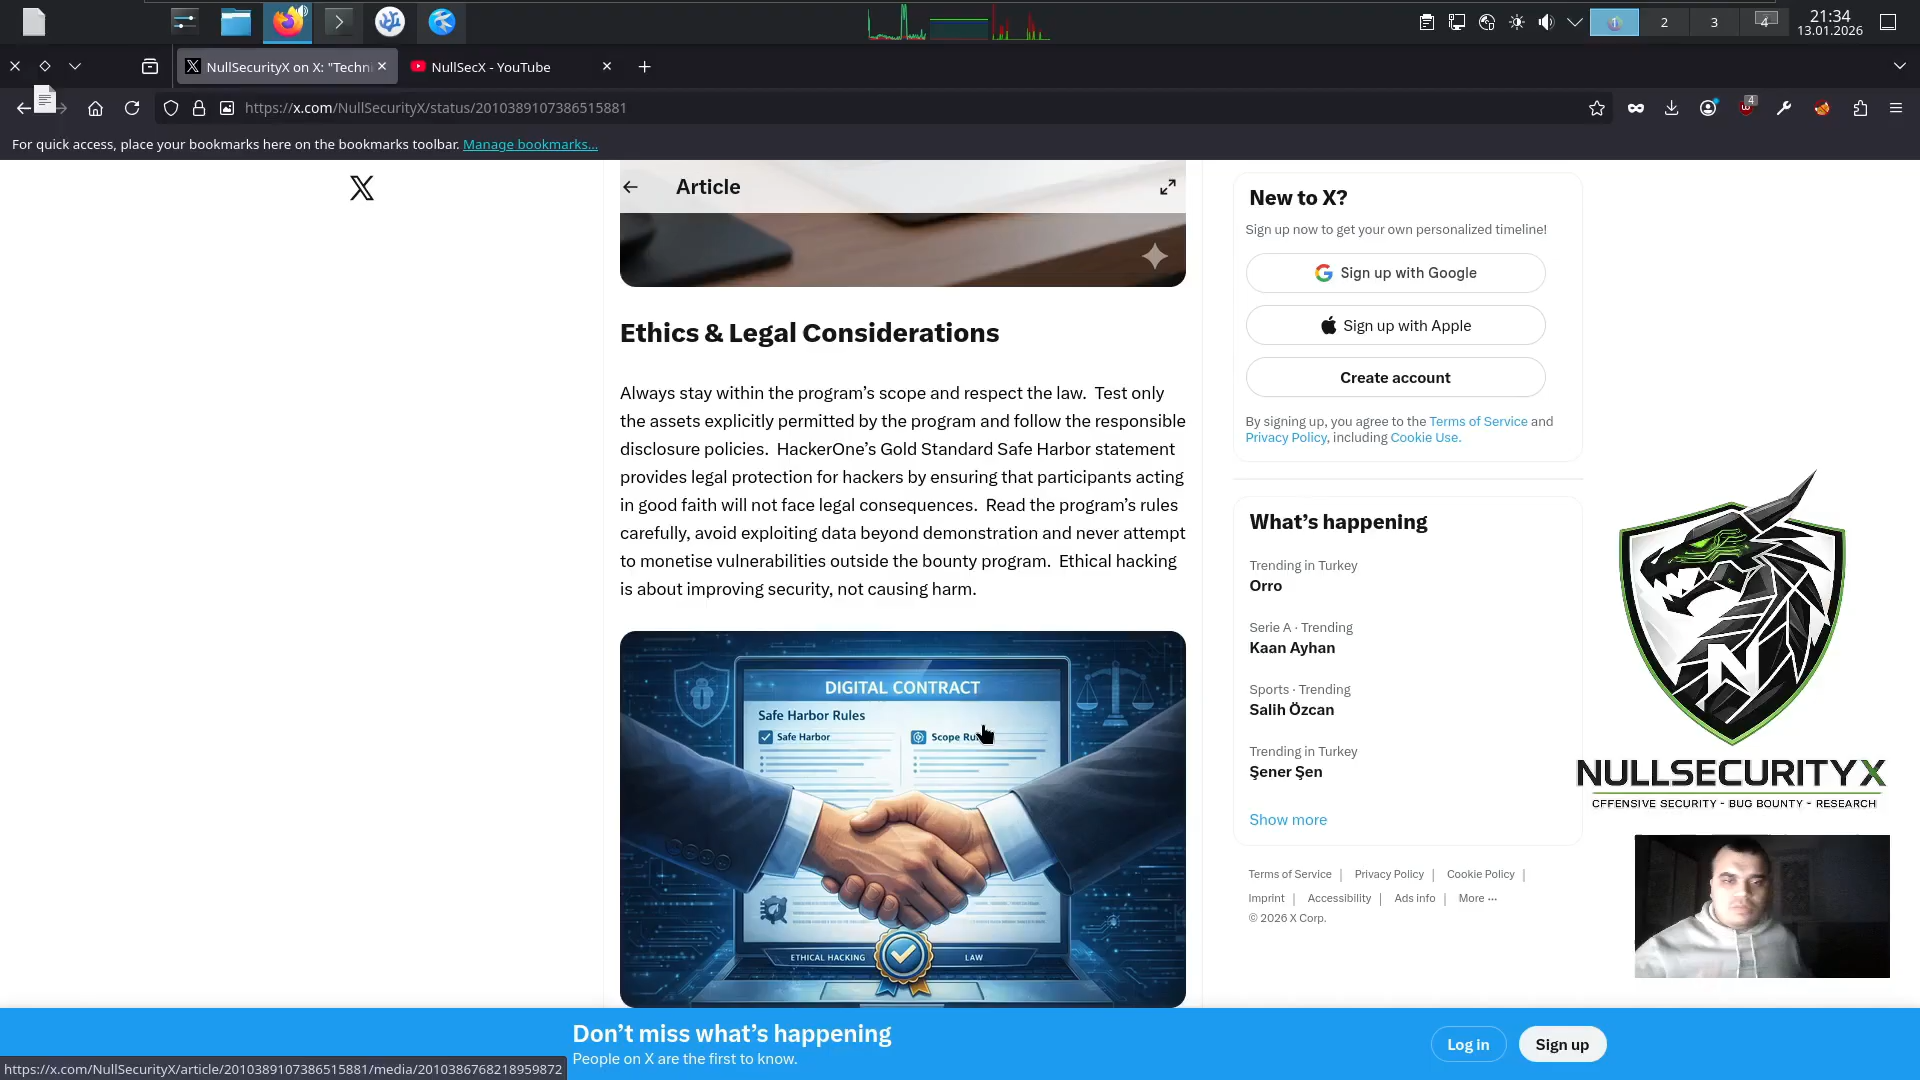 1
2
3
4
21:34
13.01.2026
NullSecurityX on X: "Techni
NullSecX - YouTube
https://x.com/NullSecurityX/status/2010389107386515881
4
For quick access, place your bookmarks here on the bookmarks toolbar. Manage bookmarks...
Article
Ethics & Legal Considerations
Always stay within the program’s scope and respect the law. Test only
the assets explicitly permitted by the program and follow the responsible
disclosure policies. HackerOne’s Gold Standard Safe Harbor statement
provides legal protection for hackers by ensuring that participants acting
in good faith will not face legal consequences. Read the program’s rules
carefully, avoid exploiting data beyond demonstration and never attempt
to monetise vulnerabilities outside the bounty program. Ethical hacking
is about improving security, not causing harm.
DIGITAL CONTRACT
Safe Harbor Rules
Safe Harbor
Scope Ru
ETHICAL HACKING
LAW
New to X?
Sign up now to get your own personalized timeline!
Sign up with Google
Sign up with Apple
Create account
By signing up, you agree to the Terms of Service and
Privacy Policy, including Cookie Use.
What’s happening
Trending in Turkey
Orro
Serie A · Trending
Kaan Ayhan
Sports · Trending
Salih Özcan
Trending in Turkey
Şener Şen
Show more
Terms of Service |
Privacy Policy |
Cookie Policy |
Imprint |
Accessibility |
Ads info |
More ···
© 2026 X Corp.
N
NULLSECURITYX
OFFENSIVE SECURITY - BUG BOUNTY - RESEARCH
Don’t miss what’s happening
People on X are the first to know.
Log in
Sign up
https://x.com/NullSecurityX/article/2010389107386515881/media/2010386768218959872